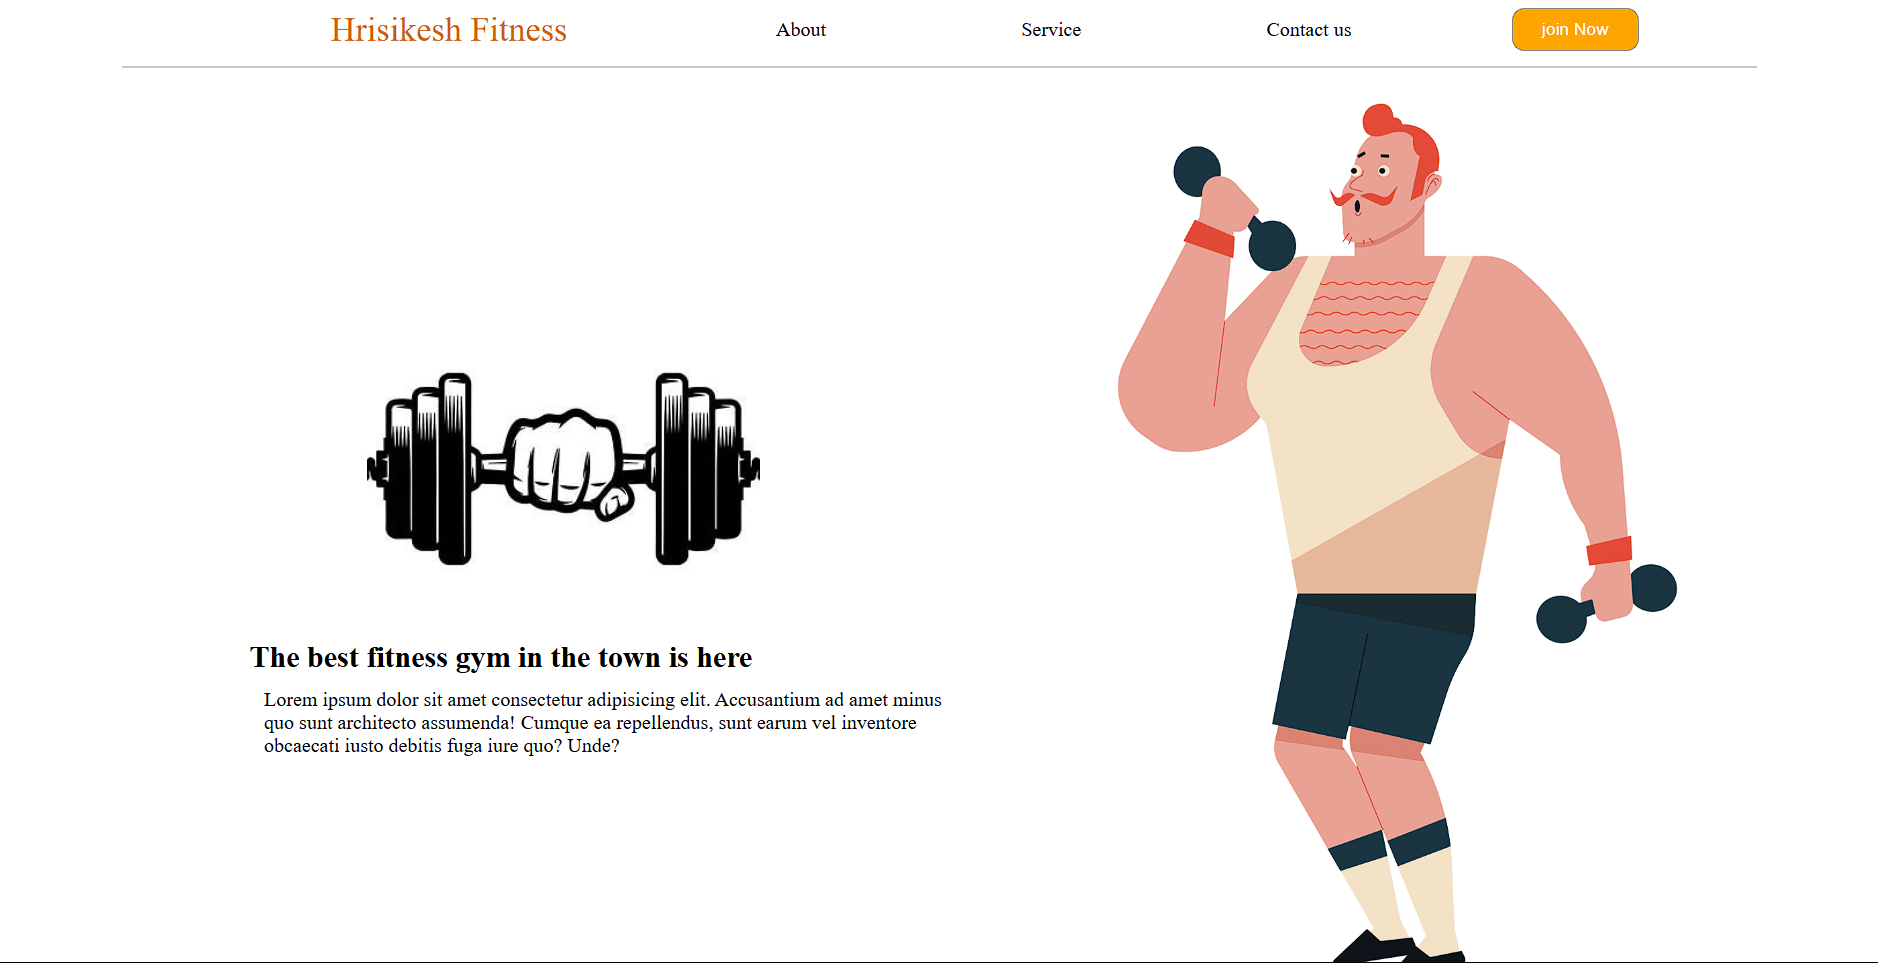 Hrisikesh Fitness
About
Service
Contact us
join Now
The best fitness gym in the town is here
Lorem ipsum dolor sit amet consectetur adipisicing elit. Accusantium ad amet minus
quo sunt architecto assumenda! Cumque ea repellendus, sunt earum vel inventore
obcaecati iusto debitis fuga iure quo? Unde?